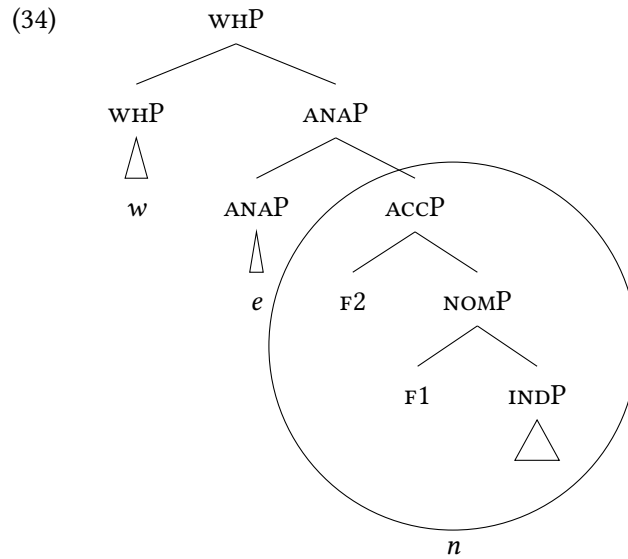 (34) WHP
WHP ANAP
w ANAP ACCP
e F2 NOMP
F1 INDP
n